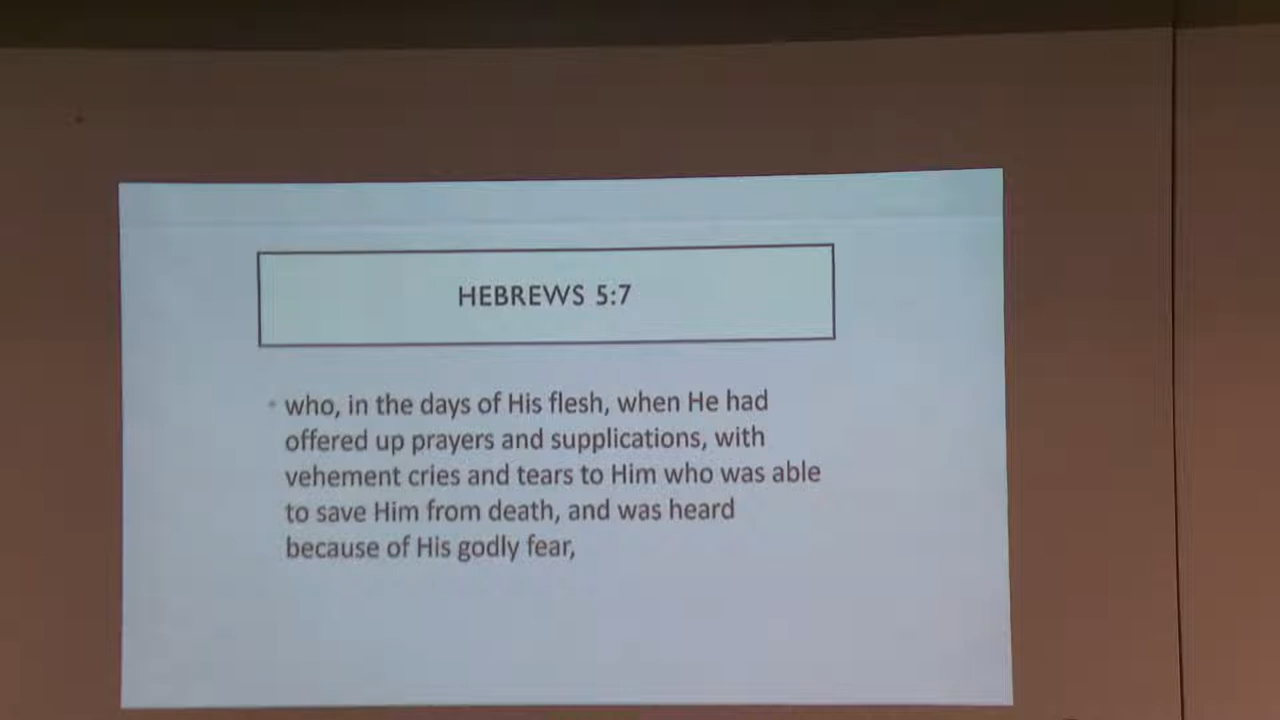 HEBREWS 5:7
• who, in the days of His flesh, when He had
offered up prayers and supplications, with
vehement cries and tears to Him who was able
to save Him from death, and was heard
because of His godly fear,